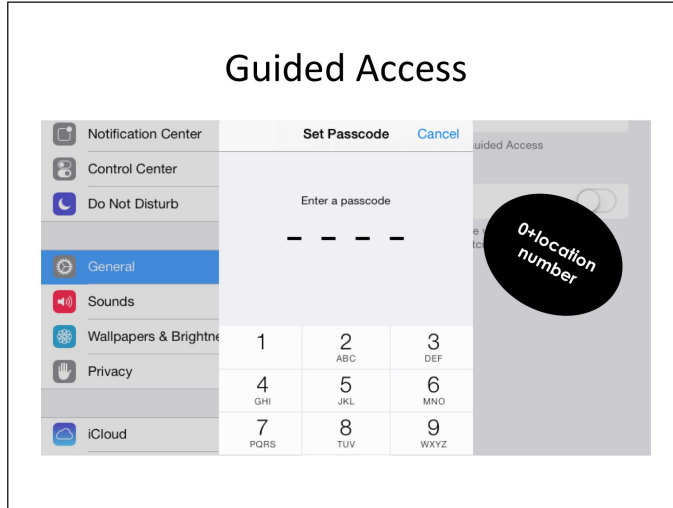 Guided Access
Notification Center
Control Center
Do Not Disturb
General
Sounds
Wallpapers & Brightne
Privacy
iCloud
Set Passcode
Cancel
Enter a passcode
1
2
ABC
3
DEF
4
GHI
5
JKL
6
MNO
7
PQRS
8
TUV
9
WXYZ
uided Access
0+location
number